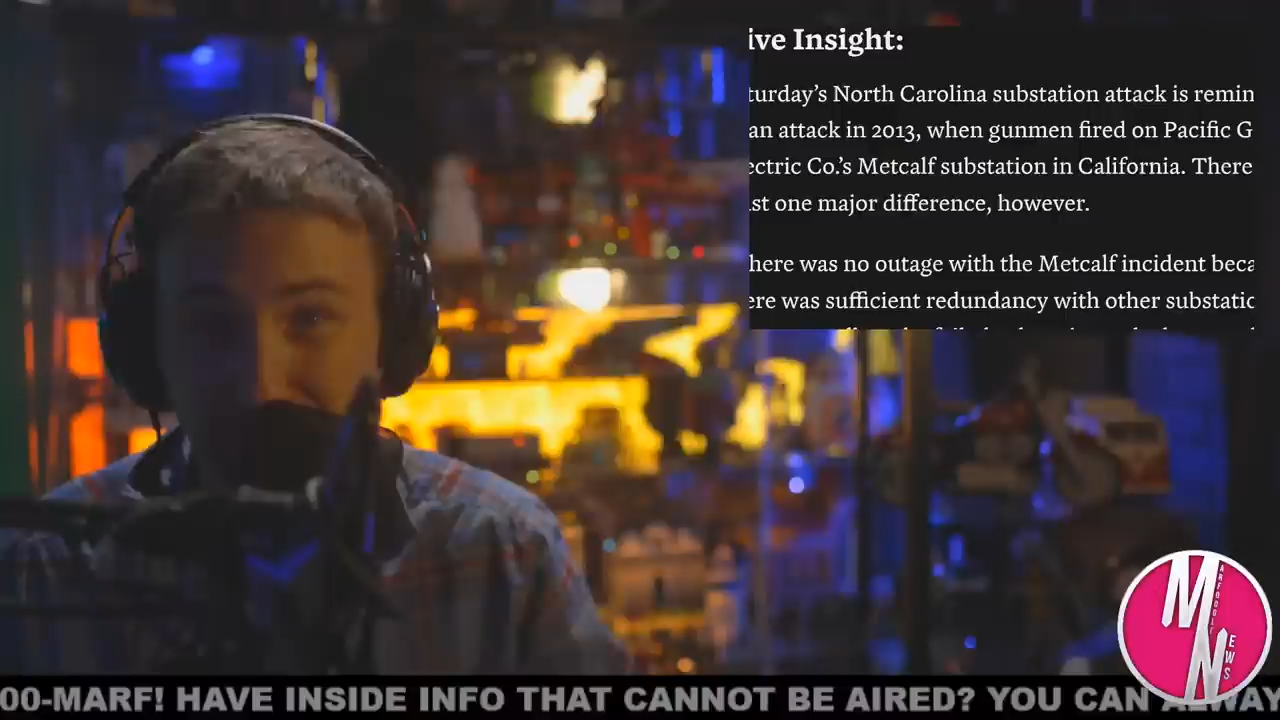 ive Insight:
turday's North Carolina substation attack is remin
an attack in 2013, when gunmen fired on Pacific G
ectric Co.'s Metcalf substation in California. There
st one major difference, however.
here was no outage with the Metcalf incident beca
ere was sufficient redundancy with other substatio
MARFOOGLE
NEWS
00-MARF! HAVE INSIDE INFO THAT CANNOT BE AIRED? YOU CAN ALWAY